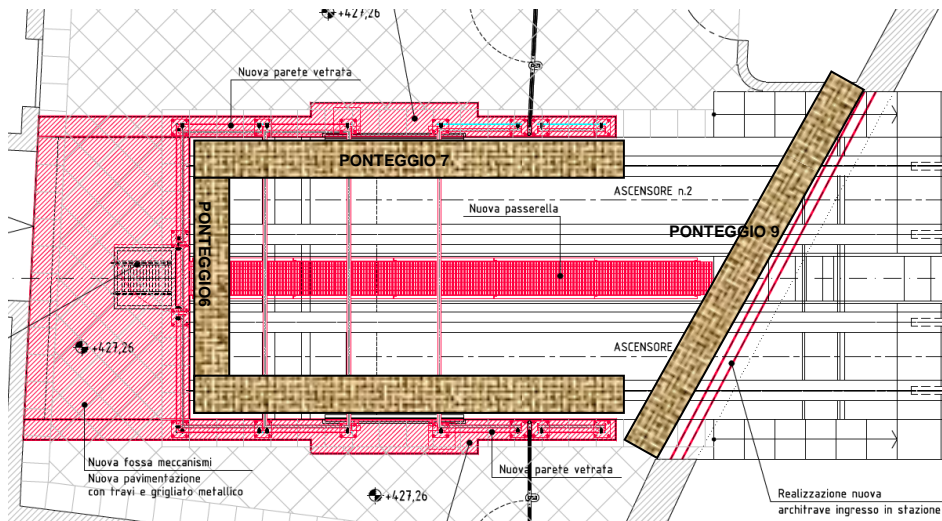 +427,26
Nuova parete vetrata
PONTEGGIO 7
ASCENSORE n.2
Nuova passerella
PONTEGGIO 9
PONTEGGIO6
+427,26
ASCENSORE
Nuova fossa meccanismi
Nuova pavimentazione
con travi e grigliato metallico
Nuova parete vetrata
+427,26
Realizzazione nuova
architrave ingresso in stazione